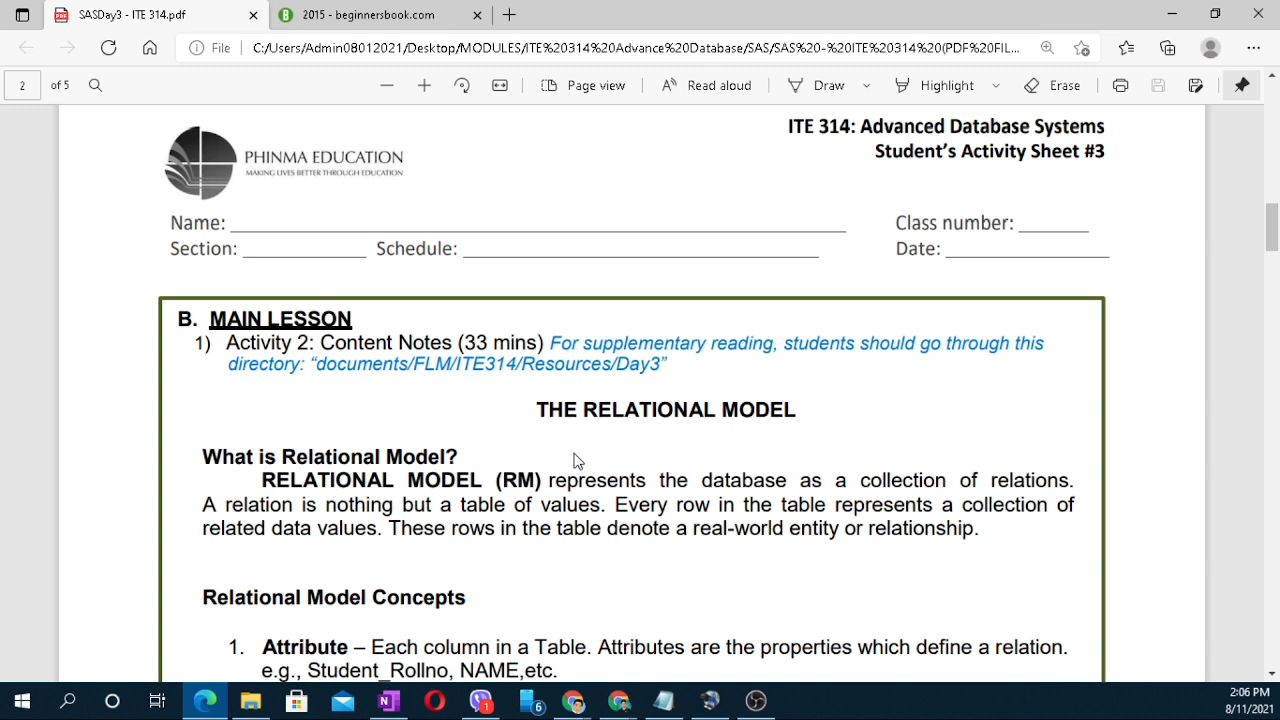 SASDay3 - ITE 314.pdf
2015 - beginnersbook.com
File
C:/Users/Admin08012021/Desktop/MODULES/ITE%20314%20Advance%20Database/SAS/SAS%20-%20ITE%20314%20(PDF%20FIL...
2 of 5
Page view
Read aloud
Draw
Highlight
Erase
PHINMA EDUCATION
MAKING LIVES BETTER THROUGH EDUCATION
ITE 314: Advanced Database Systems
Student's Activity Sheet #3
Name: Class number:
Section: Schedule: Date:
B. MAIN LESSON
1) Activity 2: Content Notes (33 mins) For supplementary reading, students should go through this
directory: “documents/FLM/ITE314/Resources/Day3”
THE RELATIONAL MODEL
What is Relational Model?
RELATIONAL MODEL (RM) represents the database as a collection of relations.
A relation is nothing but a table of values. Every row in the table represents a collection of
related data values. These rows in the table denote a real-world entity or relationship.
Relational Model Concepts
1. Attribute – Each column in a Table. Attributes are the properties which define a relation.
e.g., Student_Rollno, NAME,etc.
1
6
2:06 PM
8/11/2021